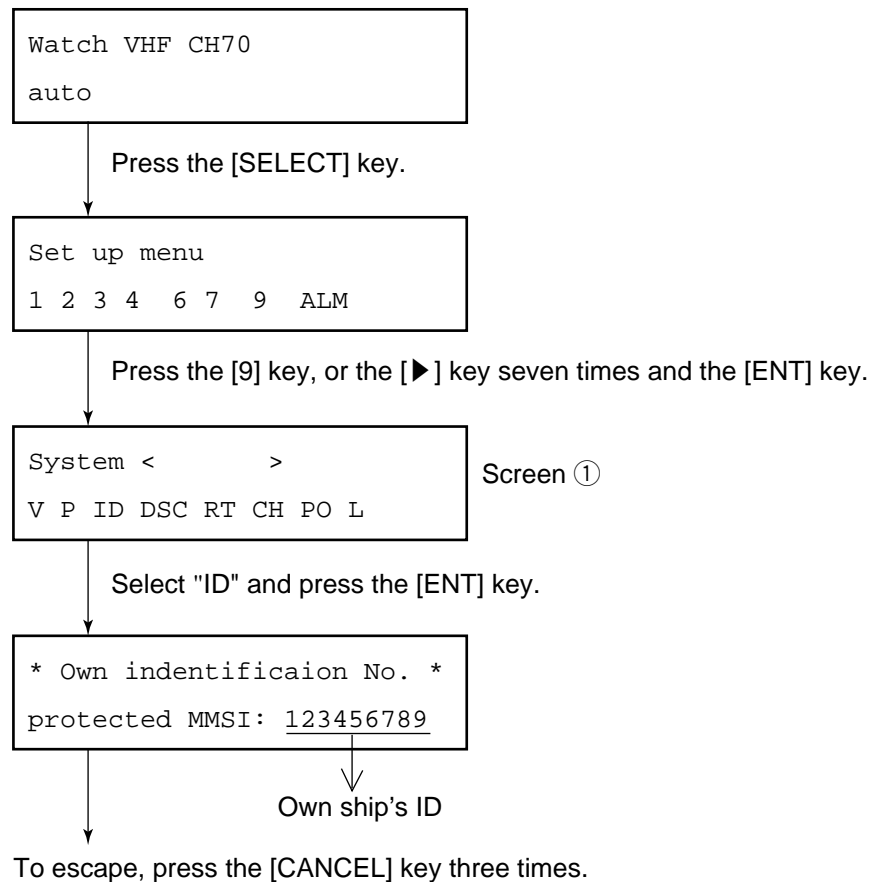 Watch VHF CH70
auto
Press the [SELECT] key.
Set up menu
1 2 3 4 6 7 9 ALM
Press the [9] key, or the [▶] key seven times and the [ENT] key.
System < >
Screen ①
V P ID DSC RT CH PO L
Select "ID" and press the [ENT] key.
* Own indentificaion No. *
protected MMSI: 123456789
Own ship's ID
To escape, press the [CANCEL] key three times.